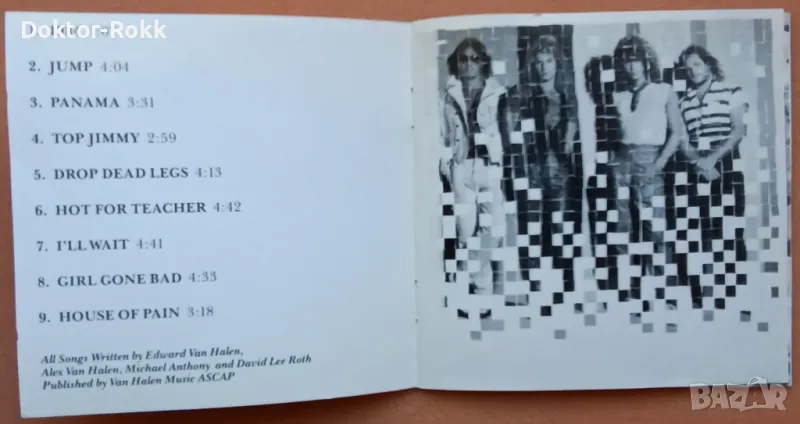 Doktor-Rokk
2. JUMP 4:04
3. PANAMA 3:31
4. TOP JIMMY 2:59
5. DROP DEAD LEGS 4:13
6. HOT FOR TEACHER 4:42
7. I'LL WAIT 4:41
8. GIRL GONE BAD 4:33
9. HOUSE OF PAIN 3:18
All Songs Written by Edward Van Halen,
Alex Van Halen, Michael Anthony and David Lee Roth
Published by Van Halen Music ASCAP
BAZAR